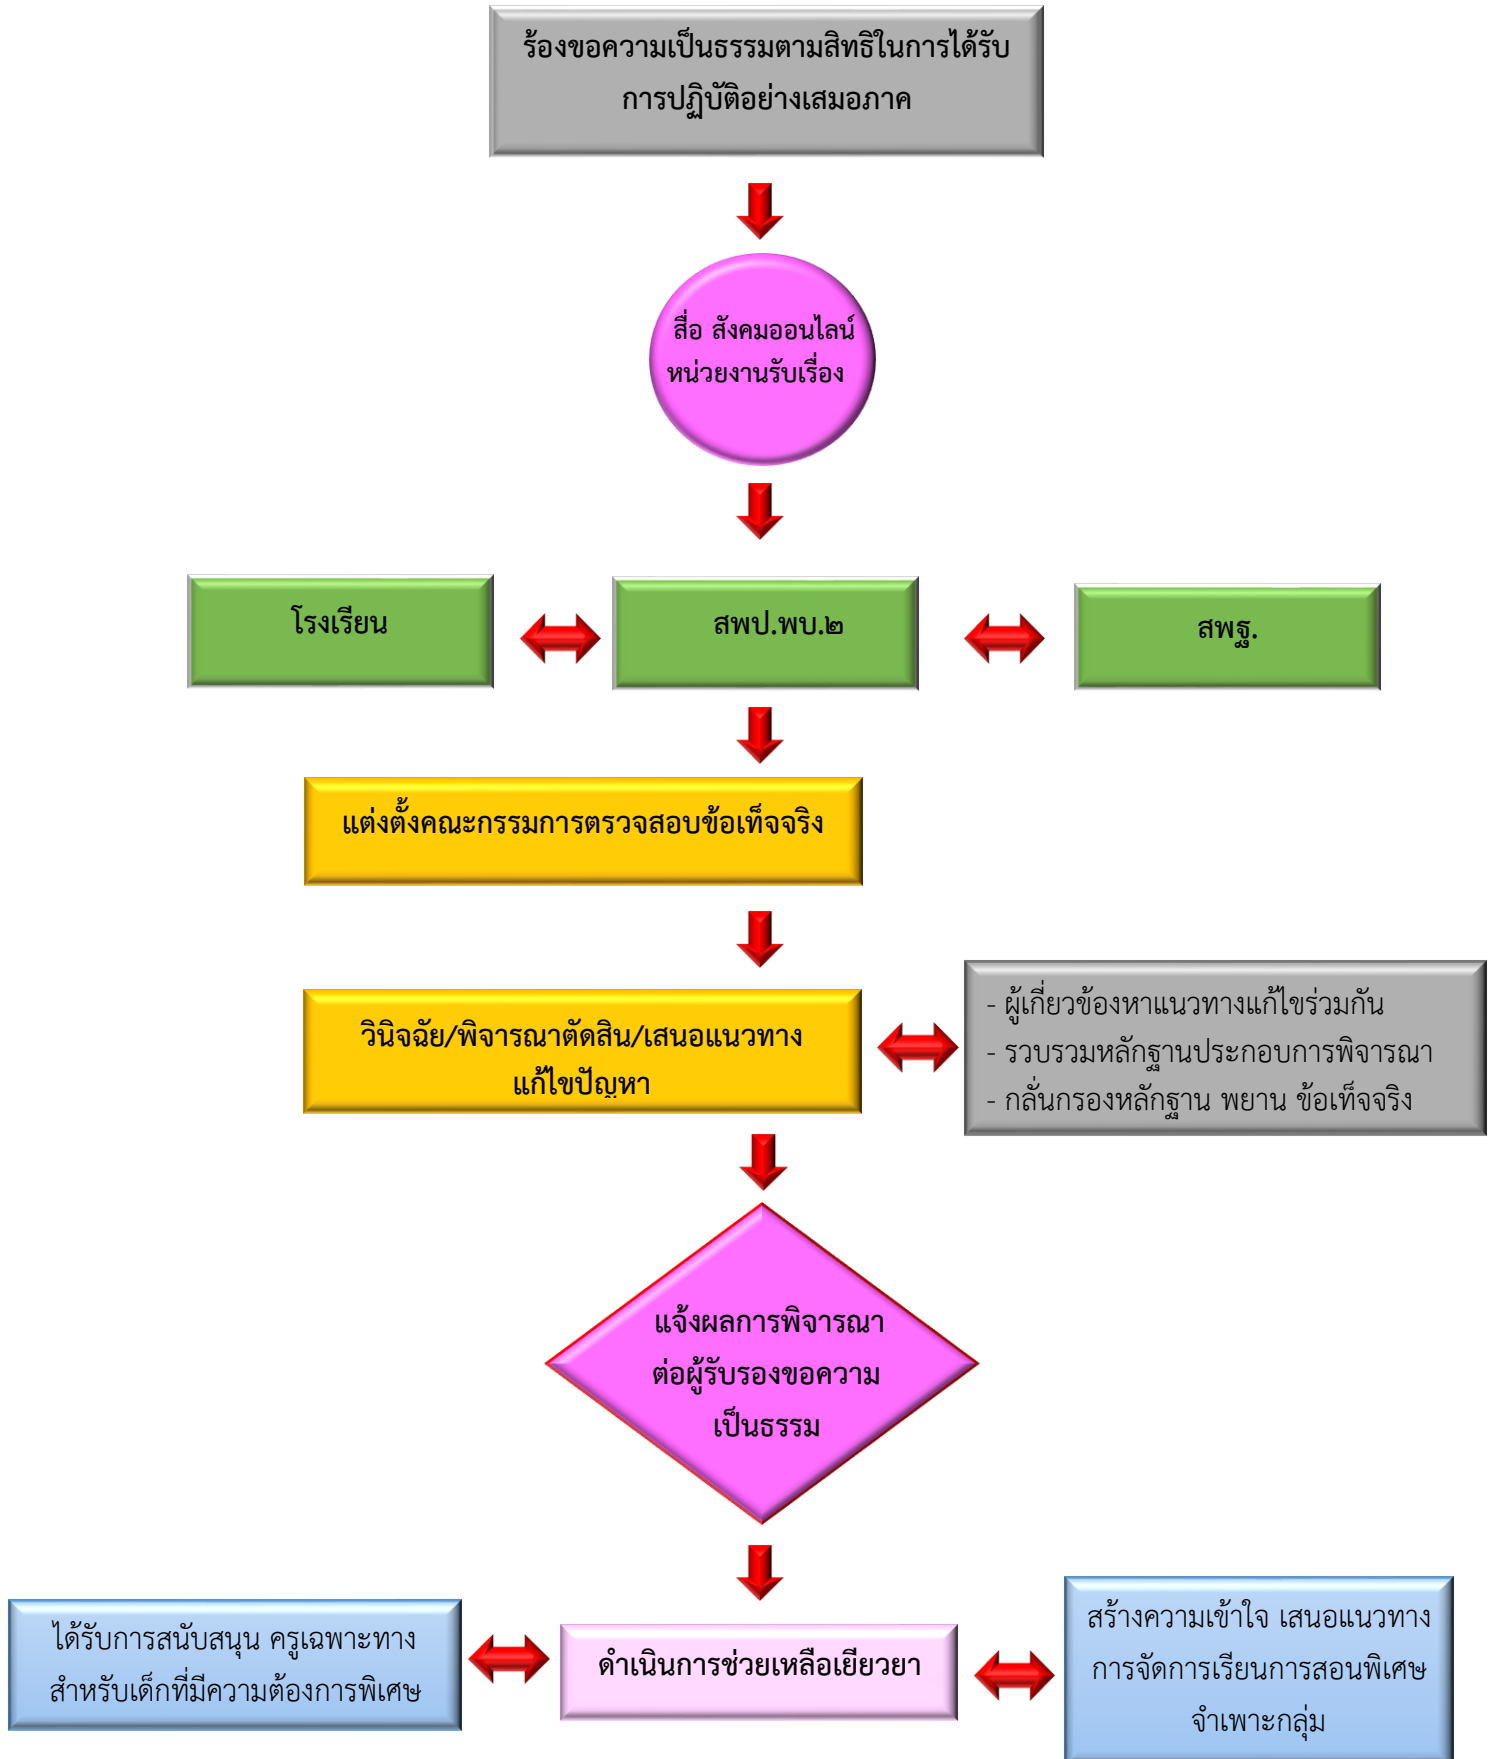 ร้องขอความเป็นธรรมตามสิทธิในการได้รับ
การปฏิบัติอย่างเสมอภาค
สื่อ สังคมออนไลน์
หน่วยงานรับเรื่อง
โรงเรียน
สพป.พบ.๒
สพฐ.
แต่งตั้งคณะกรรมการตรวจสอบข้อเท็จจริง
วินิจฉัย/พิจารณาตัดสิน/เสนอแนวทาง
แก้ไขปัญหา
- ผู้เกี่ยวข้องหาแนวทางแก้ไขร่วมกัน
- รวบรวมหลักฐานประกอบการพิจารณา
- กลั่นกรองหลักฐาน พยาน ข้อเท็จจริง
แจ้งผลการพิจารณา
ต่อผู้รับรองขอความ
เป็นธรรม
ได้รับการสนับสนุน ครูเฉพาะทาง
สำหรับเด็กที่มีความต้องการพิเศษ
ดำเนินการช่วยเหลือเยียวยา
สร้างความเข้าใจ เสนอแนวทาง
การจัดการเรียนการสอนพิเศษ
จำเพาะกลุ่ม